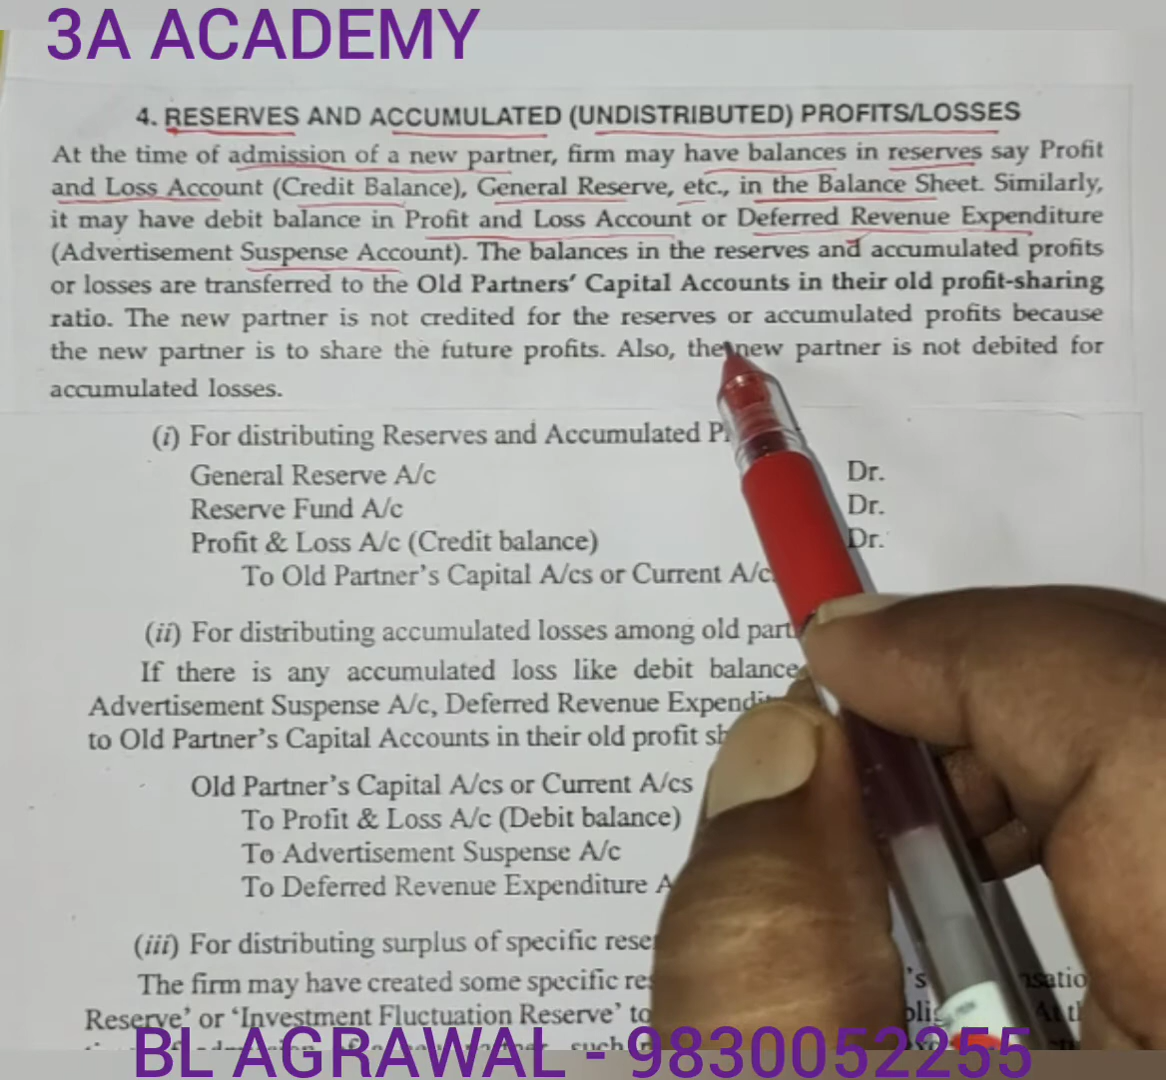 3A ACADEMY
4. RESERVES AND ACCUMULATED (UNDISTRIBUTED) PROFITS/LOSSES
At the time of admission of a new partner, firm may have balances in reserves say Profit
and Loss Account (Credit Balance), General Reserve, etc., in the Balance Sheet. Similarly,
it may have debit balance in Profit and Loss Account or Deferred Revenue Expenditure
(Advertisement Suspense Account). The balances in the reserves and accumulated profits
or losses are transferred to the Old Partners' Capital Accounts in their old profit-sharing
ratio. The new partner is not credited for the reserves or accumulated profits because
the new partner is to share the future profits. Also, the new partner is not debited for
accumulated losses.
(i) For distributing Reserves and Accumulated
General Reserve A/c Dr.
Reserve Fund A/c Dr.
Profit & Loss A/c (Credit balance) Dr.
To Old Partner's Capital A/cs or Current A/c
(ii) For distributing accumulated losses among old
If there is any accumulated loss like debit balance
Advertisement Suspense A/c, Deferred Revenue
to Old Partner's Capital Accounts in their old profit
Old Partner's Capital A/cs or Current A/cs
To Profit & Loss A/c (Debit balance)
To Advertisement Suspense A/c
To Deferred Revenue Expenditure
(iii) For distributing surplus of specific
The firm may have created some specific
Reserve' or 'Investment Fluctuation Reserve' to
BL AGRAWAL - 9830052255